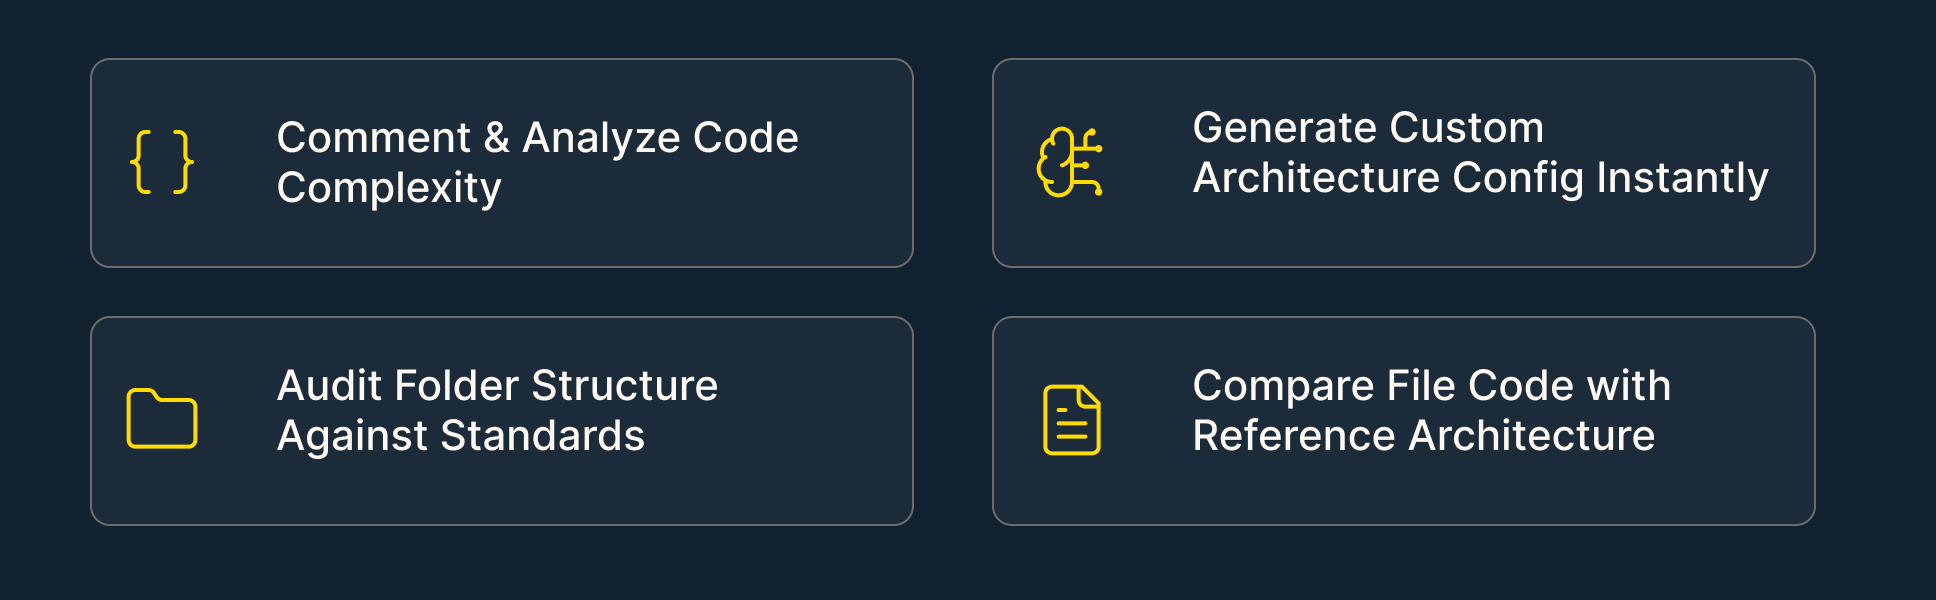 Comment & Analyze Code
Complexity
Generate Custom
Architecture Config Instantly
Audit Folder Structure
Against Standards
Compare File Code with
Reference Architecture